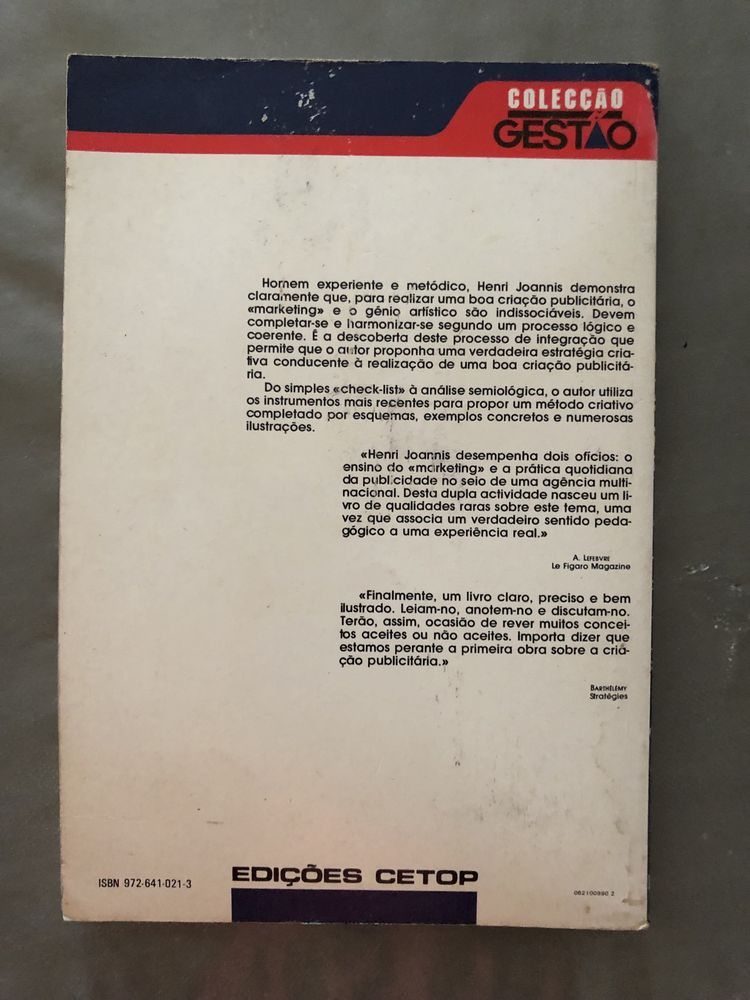 COLECÇÃO
GESTÃO
Homem experiente e metódico, Henri Joannis demonstra
claramente que, para realizar uma boa criação publicitária, o
«marketing» e o génio artístico são indissociáveis. Devem
completar-se e harmonizar-se segundo um processo lógico e
coerente. É a descoberta deste processo de integração que
permite que o autor proponha uma verdadeira estratégia cria-
tiva conducente à realização de uma boa criação publicitá-
ria.
Do simples «check-list» à análise semiológica, o autor utiliza
os instrumentos mais recentes para propor um método criativo
completado por esquemas, exemplos concretos e numerosas
ilustrações.
«Henri Joannis desempenha dois ofícios: o
ensino do «marketing» e a prática quotidiana
da publicidade no seio de uma agência multi-
nacional. Desta dupla actividade nasceu um li-
vro de qualidades raras sobre este tema, uma
vez que associa um verdadeiro sentido peda-
gógico a uma experiência real.»
A. LEFEBVRE
Le Figaro Magazine
«Finalmente, um livro claro, preciso e bem
ilustrado. Leiam-no, anotem-no e discutam-no.
Terão, assim, ocasião de rever muitos concei-
tos aceites ou não aceites. Importa dizer que
estamos perante a primeira obra sobre a cria-
ção publicitária.»
BARTHÉLÉMY
Stratégies
ISBN 972-641-021-3
EDIÇÕES CETOP
062100890 2